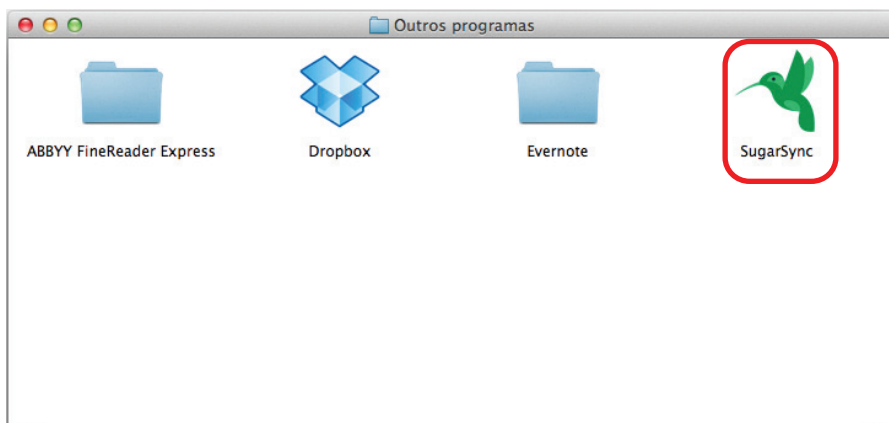 Outros programas
ABBYY FineReader Express
Dropbox
Evernote
SugarSync